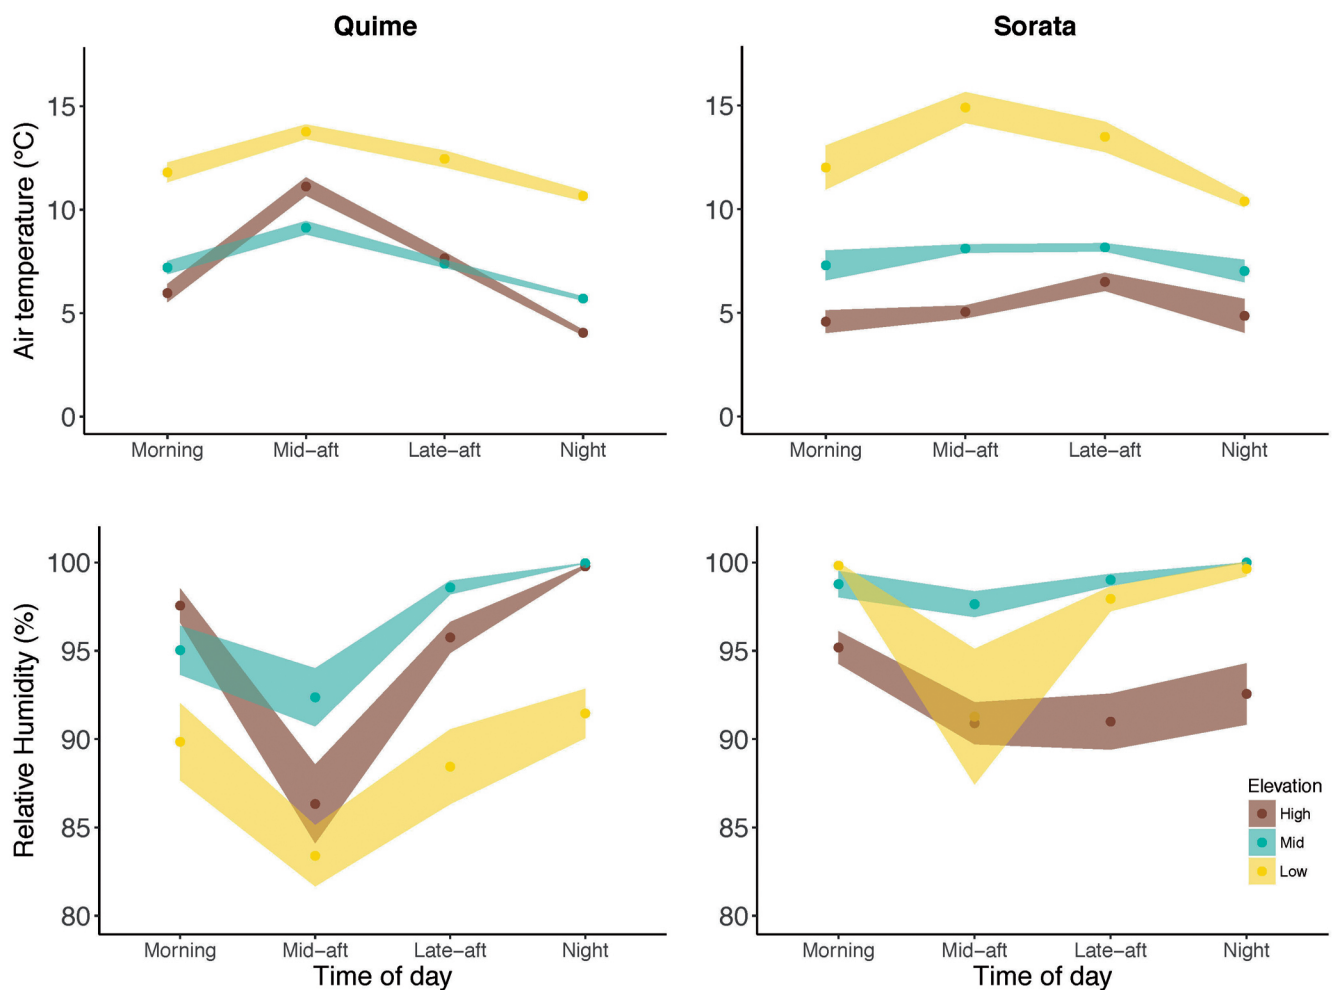 Quime
Sorata
Air temperature (°C)
15
10
5
0
Morning Mid–aft Late–aft Night
15
10
5
0
Morning Mid–aft Late–aft Night
Relative Humidity (%)
100
95
90
85
80
Morning Mid–aft Late–aft Night
Time of day
100
95
90
85
80
Morning Mid–aft Late–aft Night
Time of day
Elevation
High
Mid
Low